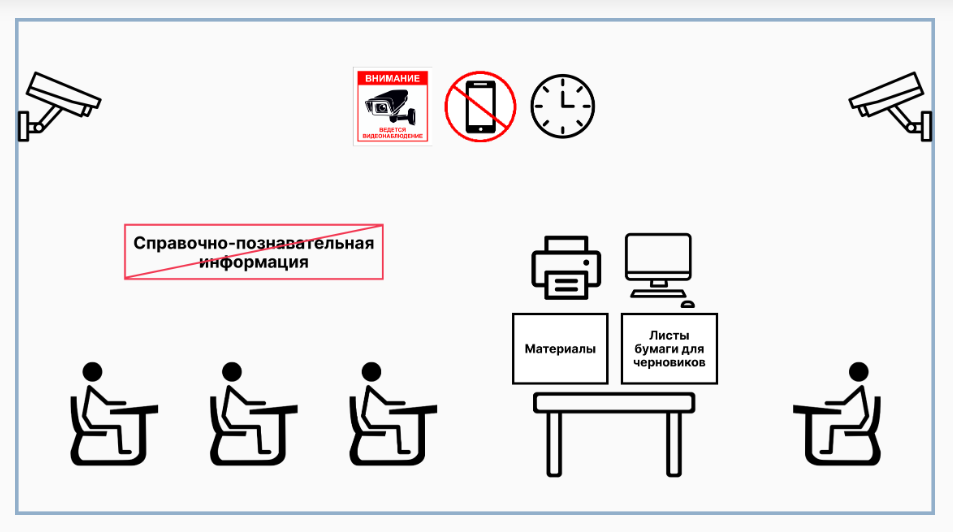 ВНИМАНИЕ
ВЕДЕТСЯ
ВИДЕОНАБЛЮДЕНИЕ
Справочно-познавательная
информация
Материалы
Листы
бумаги для
черновиков